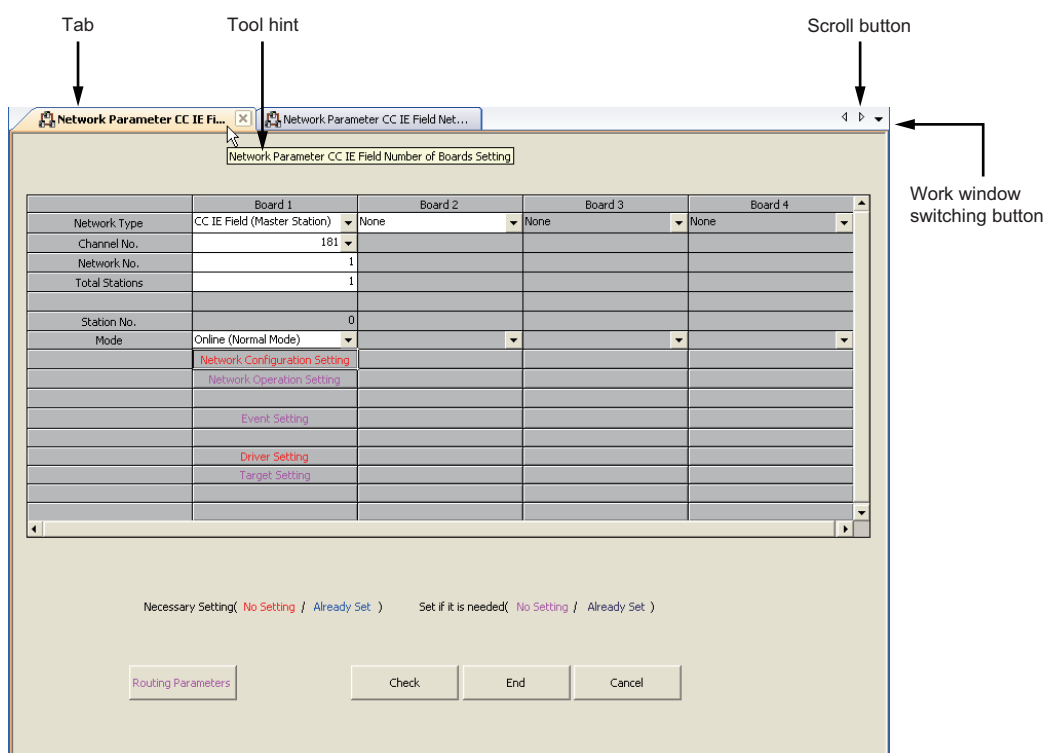 Tab
Tool hint
Scroll button
Network Parameter CC IE Fi...
Network Parameter CC IE Field Net...
Network Parameter CC IE Field Number of Boards Setting
Work window
switching button
Board 1 Board 2 Board 3 Board 4
Network Type CC IE Field (Master Station) None None None
Channel No. 181
Network No. 1
Total Stations 1
Station No. 0
Mode Online (Normal Mode)
Network Configuration Setting
Network Operation Setting
Event Setting
Driver Setting
Target Setting
Necessary Setting( No Setting / Already Set ) Set if it is needed( No Setting / Already Set )
Routing Parameters Check End Cancel